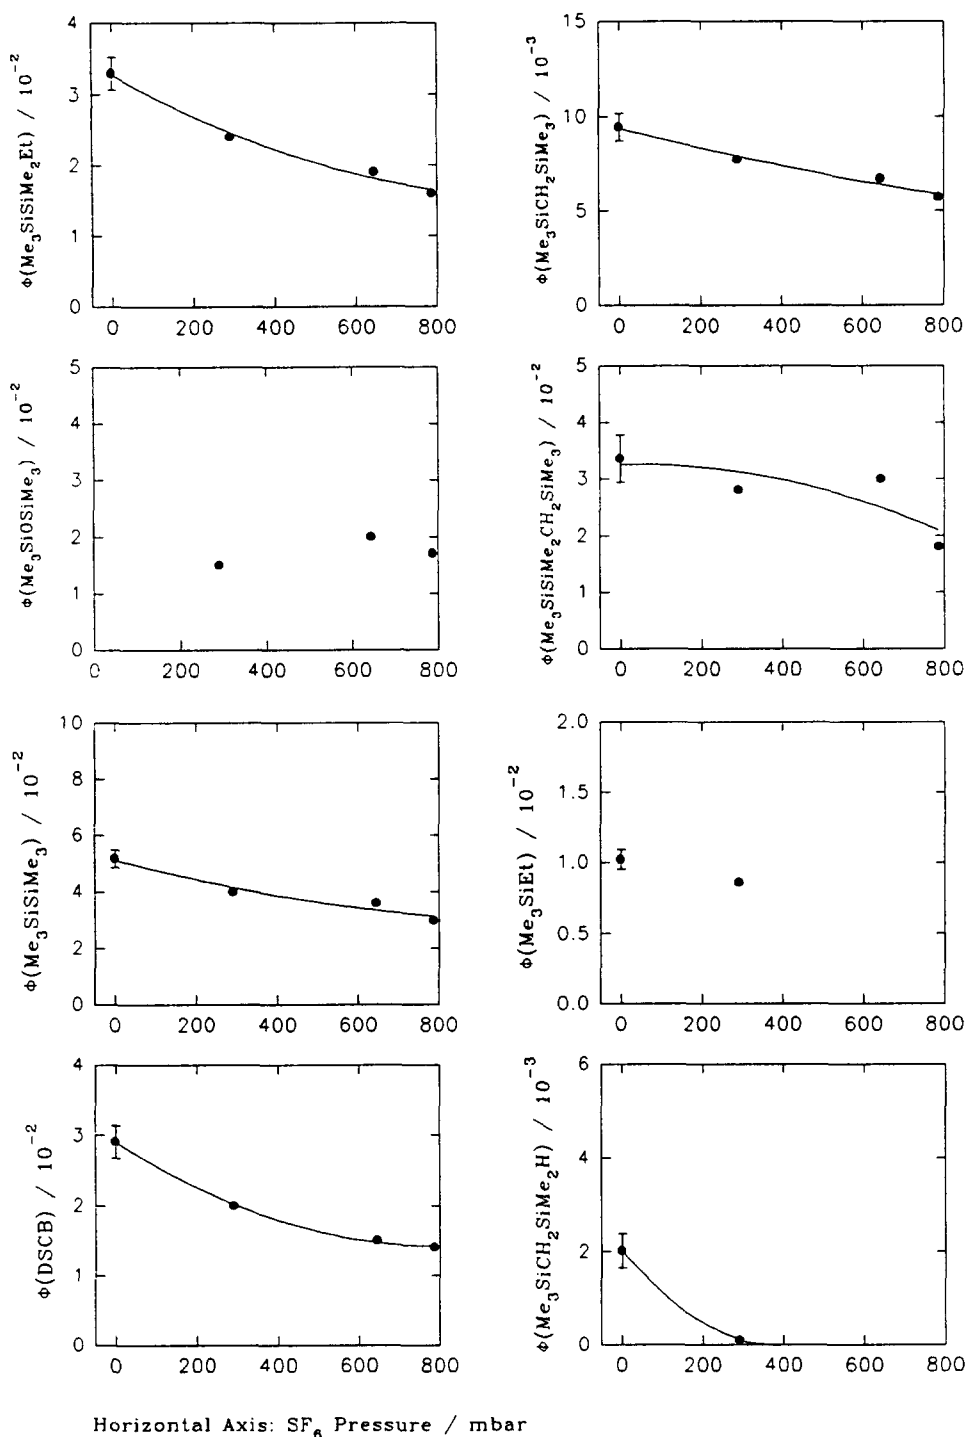 Φ(Me₃SiSiMe₂Et) / 10⁻²
4
3
2
1
0
0 200 400 600 800
Φ(Me₃SiCH₂SiMe₃) / 10⁻³
15
10
5
0
0 200 400 600 800
Φ(Me₃SiOSiMe₃) / 10⁻²
5
4
3
2
1
0
0 200 400 600 800
Φ(Me₃SiSiMe₂CH₂SiMe₃) / 10⁻²
5
4
3
2
1
0
0 200 400 600 800
Φ(Me₃SiSiMe₃) / 10⁻²
10
8
6
4
2
0
0 200 400 600 800
Φ(Me₃SiEt) / 10⁻²
2.0
1.5
1.0
0.5
0.0
0 200 400 600 800
Φ(DSCB) / 10⁻²
4
3
2
1
0
0 200 400 600 800
Φ(Me₃SiCH₂SiMe₂H) / 10⁻³
6
4
2
0
0 200 400 600 800
Horizontal Axis: SF₆ Pressure / mbar